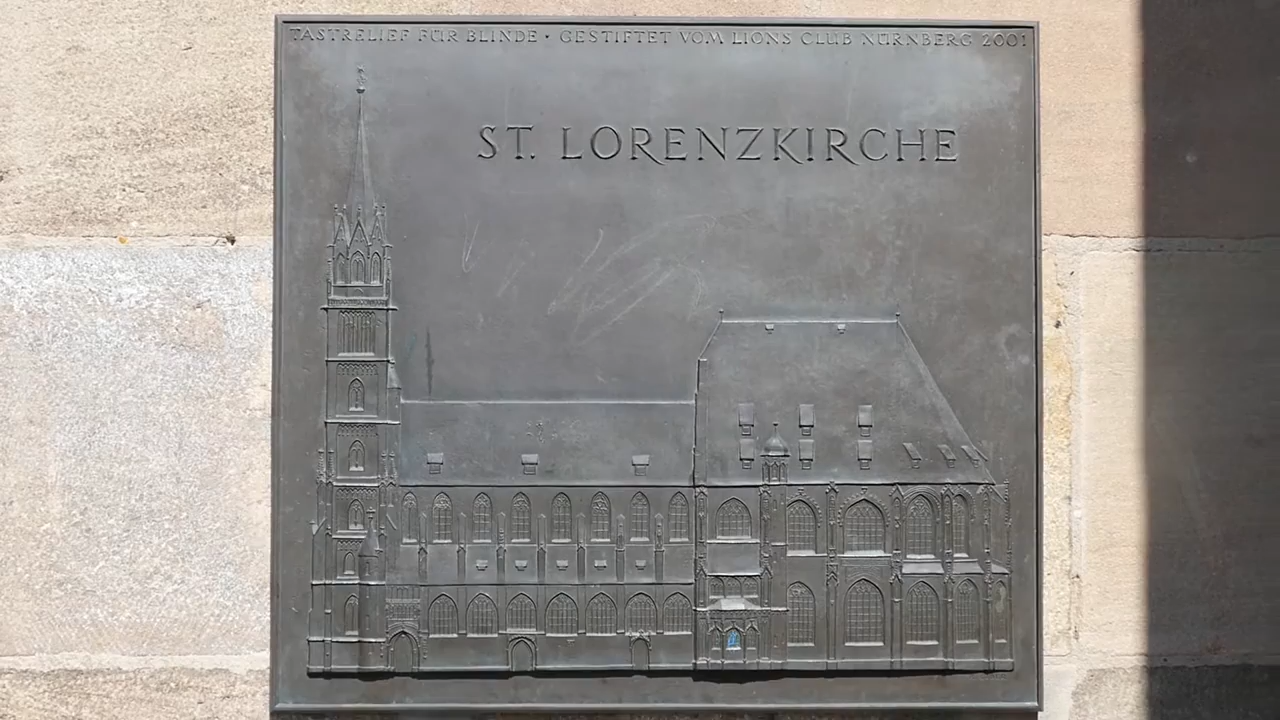 TASTRELIEF FÜR BLINDE · GESTIFTET VOM LIONS CLUB NÜRNBERG 2001
ST. LORENZKIRCHE